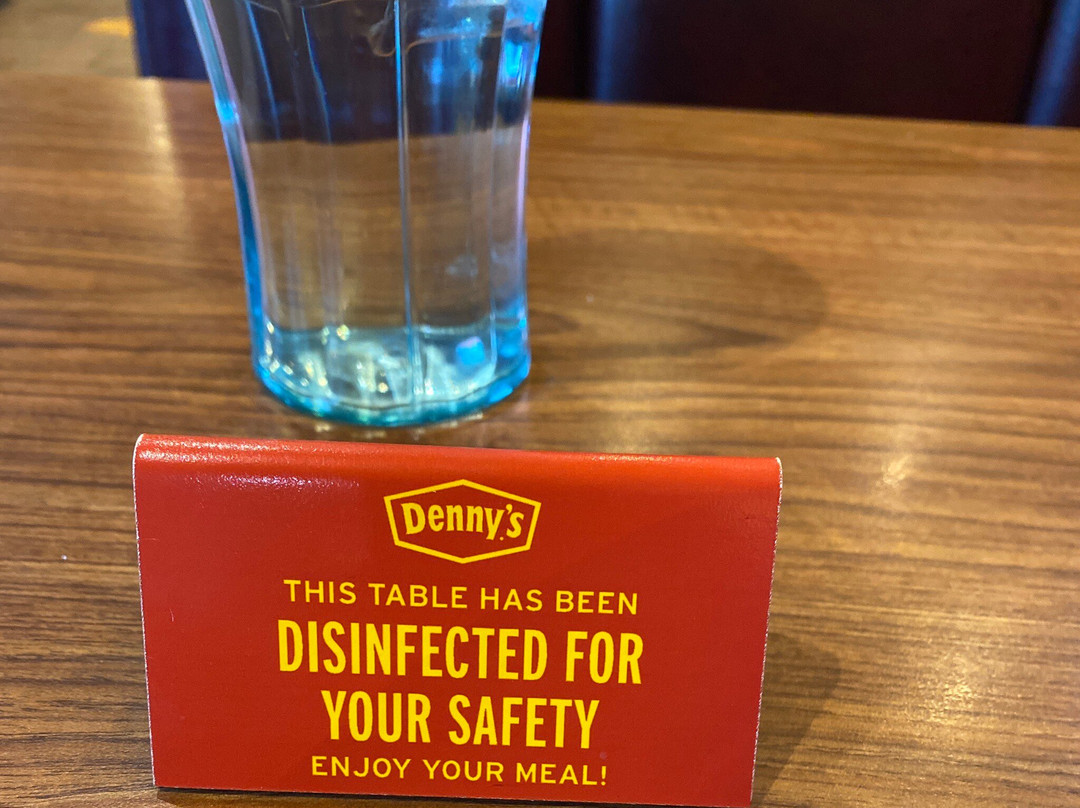 Denny's
THIS TABLE HAS BEEN
DISINFECTED FOR
YOUR SAFETY
ENJOY YOUR MEAL!